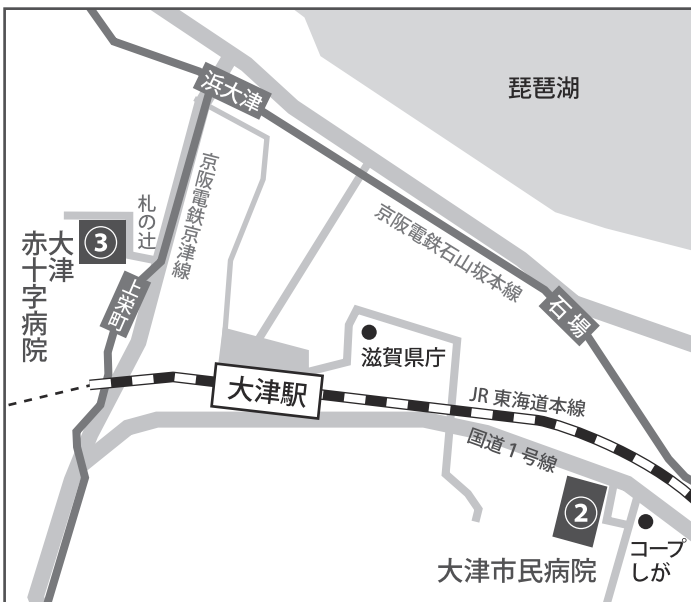 浜大津
琵琶湖
京阪電鉄京津線
札の辻
③
大津
赤十字病院
上栄町
京阪電鉄石山坂本線
石場
滋賀県庁
大津駅
JR 東海道本線
国道 1 号線
②
大津市民病院
コープ
しが